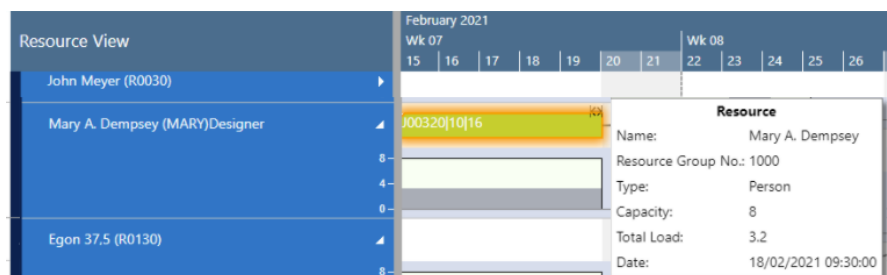 Resource View
February 2021
Wk 07 Wk 08
15 16 17 18 19 20 21 22 23 24 25 26
John Meyer (R0030)
Mary A. Dempsey (MARY)Designer
J00320|10|16
8
4
0
Resource
Name: Mary A. Dempsey
Resource Group No.: 1000
Type: Person
Capacity: 8
Total Load: 3.2
Date: 18/02/2021 09:30:00
Egon 37,5 (R0130)
8